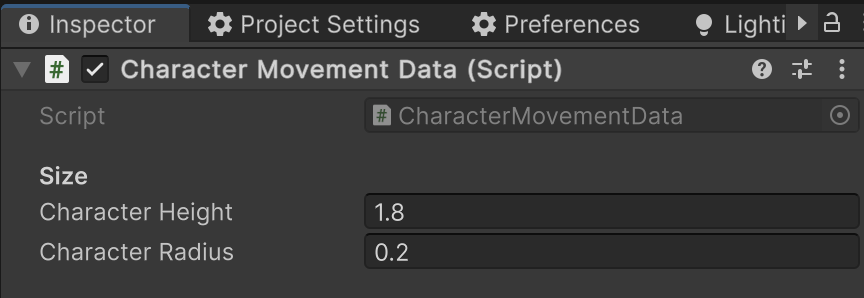 Inspector Project Settings Preferences Lighti
# Character Movement Data (Script)
Script # CharacterMovementData
Size
Character Height 1.8
Character Radius 0.2